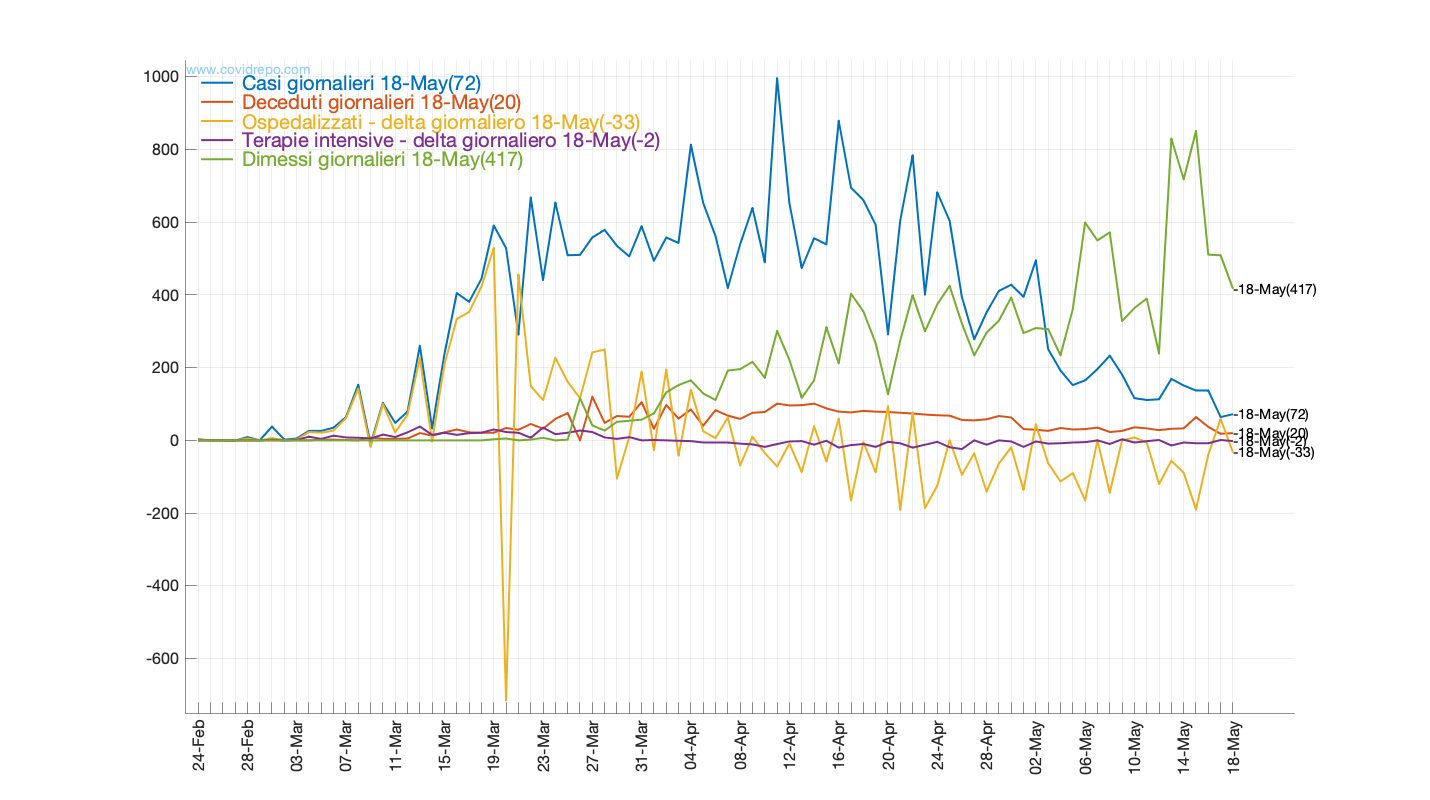 www.covidrepo.com
Casi giornalieri 18-May(72)
Deceduti giornalieri 18-May(20)
Ospedalizzati - delta giornaliero 18-May(-33)
Terapie intensive - delta giornaliero 18-May(-2)
Dimessi giornalieri 18-May(417)
1000
800
600
400
200
0
-200
-400
-600
-18-May(417)
-18-May(72)
-18-May(20)
-18-May(-2)
-18-May(-33)
24-Feb
28-Feb
03-Mar
07-Mar
11-Mar
15-Mar
19-Mar
23-Mar
27-Mar
31-Mar
04-Apr
08-Apr
12-Apr
16-Apr
20-Apr
24-Apr
28-Apr
02-May
06-May
10-May
14-May
18-May